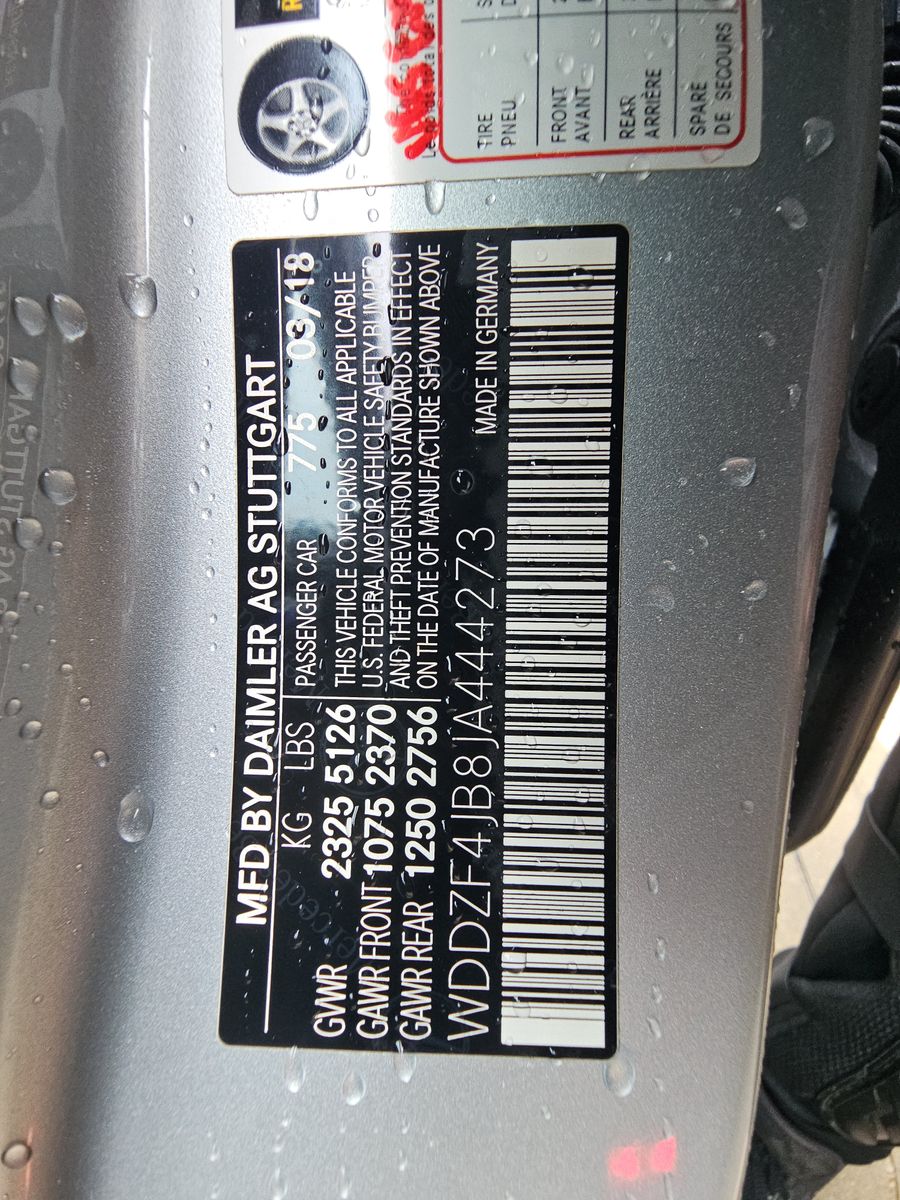 MFD BY DAIMLER AG STUTTGART
KG LBS
GVWR 2325 5126
GAWR FRONT 1075 2370
GAWR REAR 1250 2756
PASSENGER CAR 775 03/18
THIS VEHICLE CONFORMS TO ALL APPLICABLE
U.S. FEDERAL MOTOR VEHICLE SAFETY BUMPER
AND THEFT PREVENTION STANDARDS IN EFFECT
ON THE DATE OF MANUFACTURE SHOWN ABOVE
WDDZF4JB8JA444273
MADE IN GERMANY
TIRE
PNEU
FRONT
AVANT
REAR
ARRIÈRE
SPARE
DE SECOURS